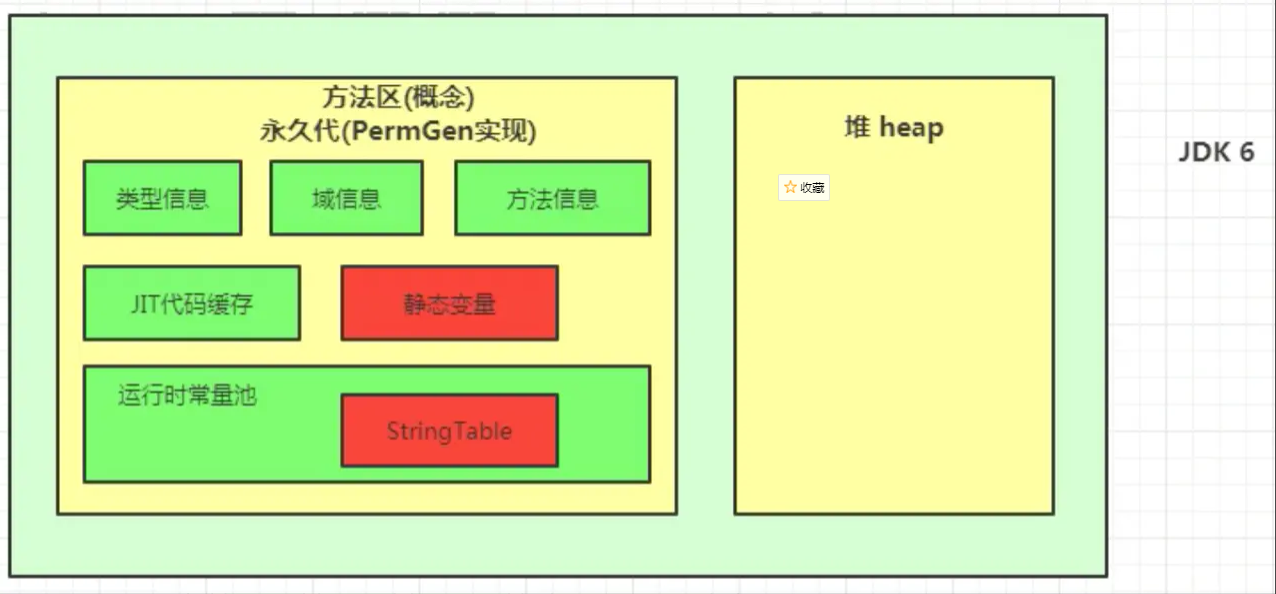 方法区(概念)
永久代(PermGen实现)
类型信息
域信息
方法信息
JIT代码缓存
静态变量
运行时常量池
StringTable
堆 heap
收藏
JDK 6